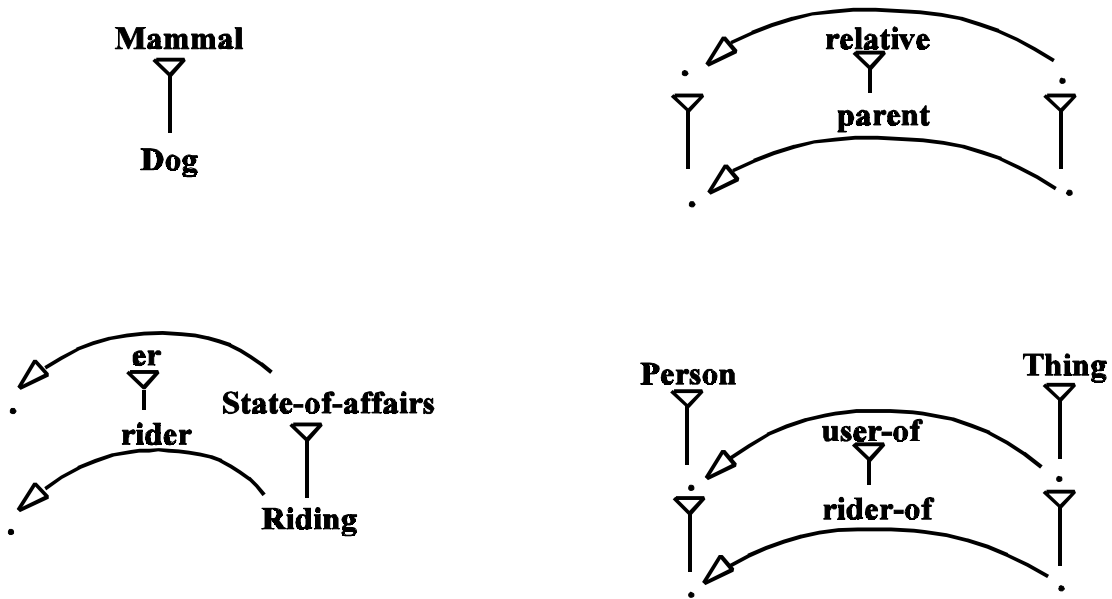 Mammal
Dog
relative
parent
er
State-of-affairs
rider
Riding
Person
Thing
user-of
rider-of